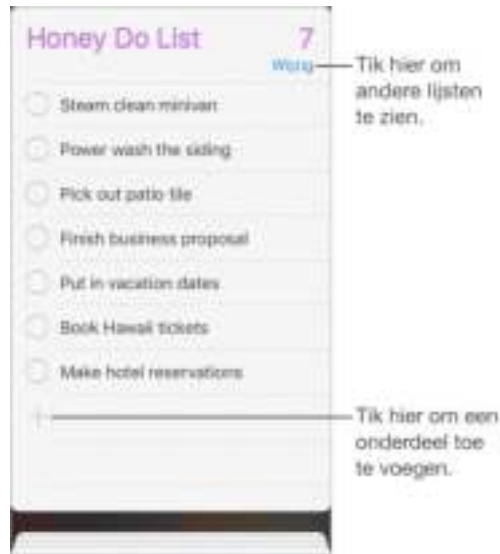 Honey Do List 7
Wijzig
Tik hier om
andere lijsten
te zien.
Steam clean minivan
Power wash the siding
Pick out patio tile
Finish business proposal
Put in vacation dates
Book Hawaii tickets
Make hotel reservations
+
Tik hier om een
onderdeel toe
te voegen.